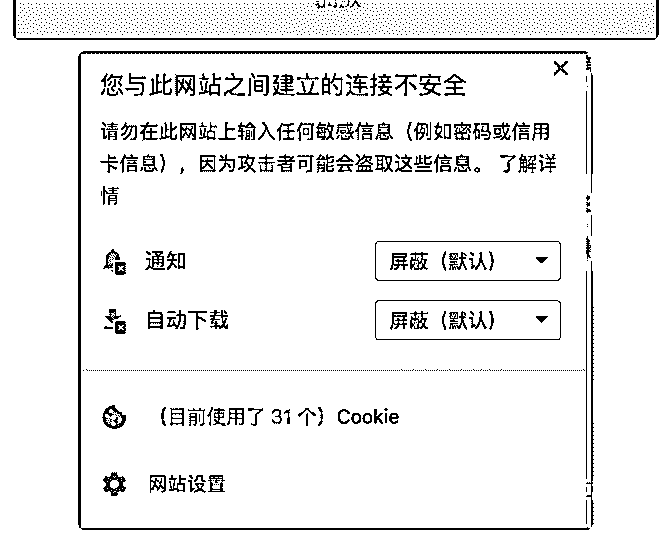 您与此网站之间建立的连接不安全
请勿在此网站上输入任何敏感信息（例如密码或信用
卡信息），因为攻击者可能会盗取这些信息。 了解详
情
通知
屏蔽（默认）
自动下载
屏蔽（默认）
（目前使用了 31 个）Cookie
网站设置